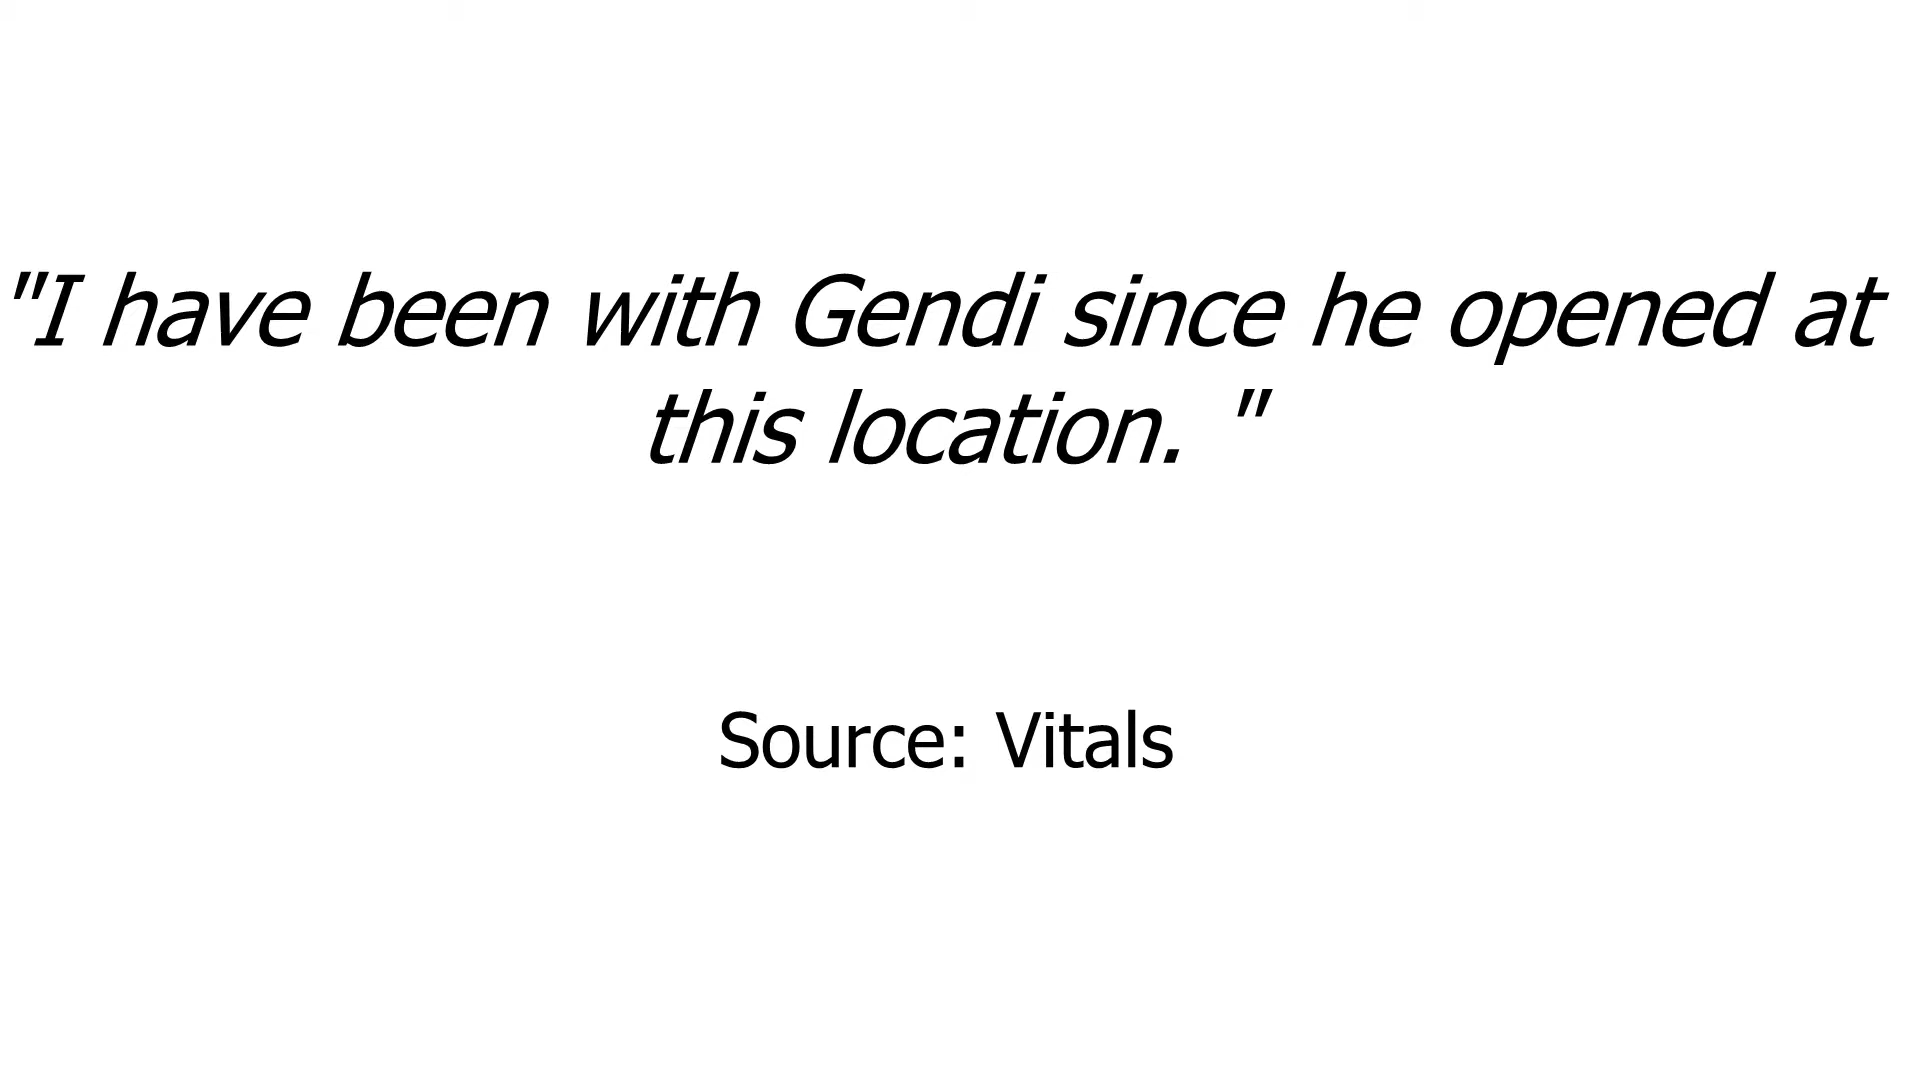 "I have been with Gendi since he opened at
this location. "
Source: Vitals